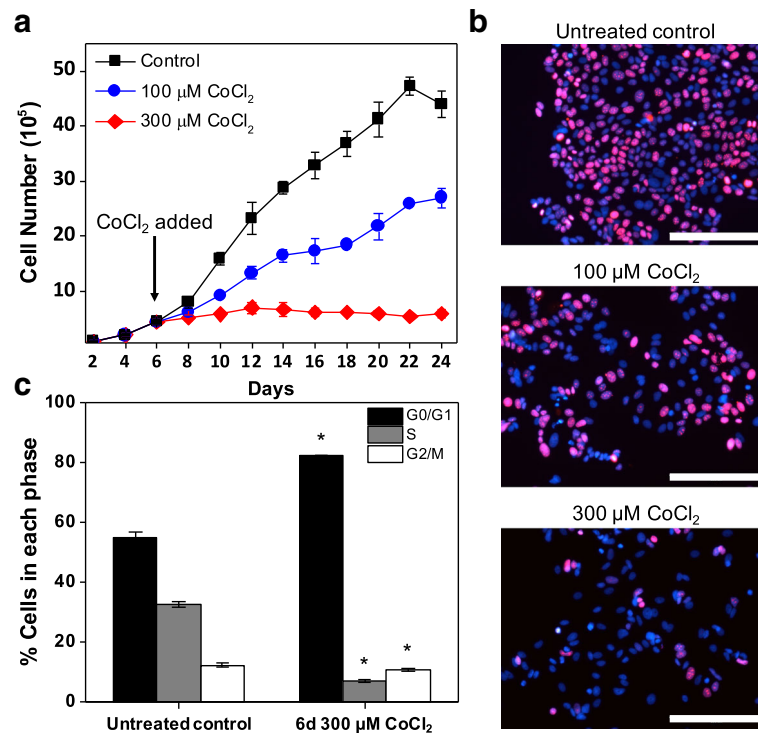 a
Control
100 μM CoCl₂
300 μM CoCl₂
CoCl₂ added
Cell Number (10⁵)
50
40
30
20
10
2 4 6 8 10 12 14 16 18 20 22 24
Days
b
Untreated control
100 μM CoCl₂
300 μM CoCl₂
c
G0/G1
S
G2/M
% Cells in each phase
100
80
60
40
20
0
*
* *
Untreated control 6d 300 μM CoCl₂